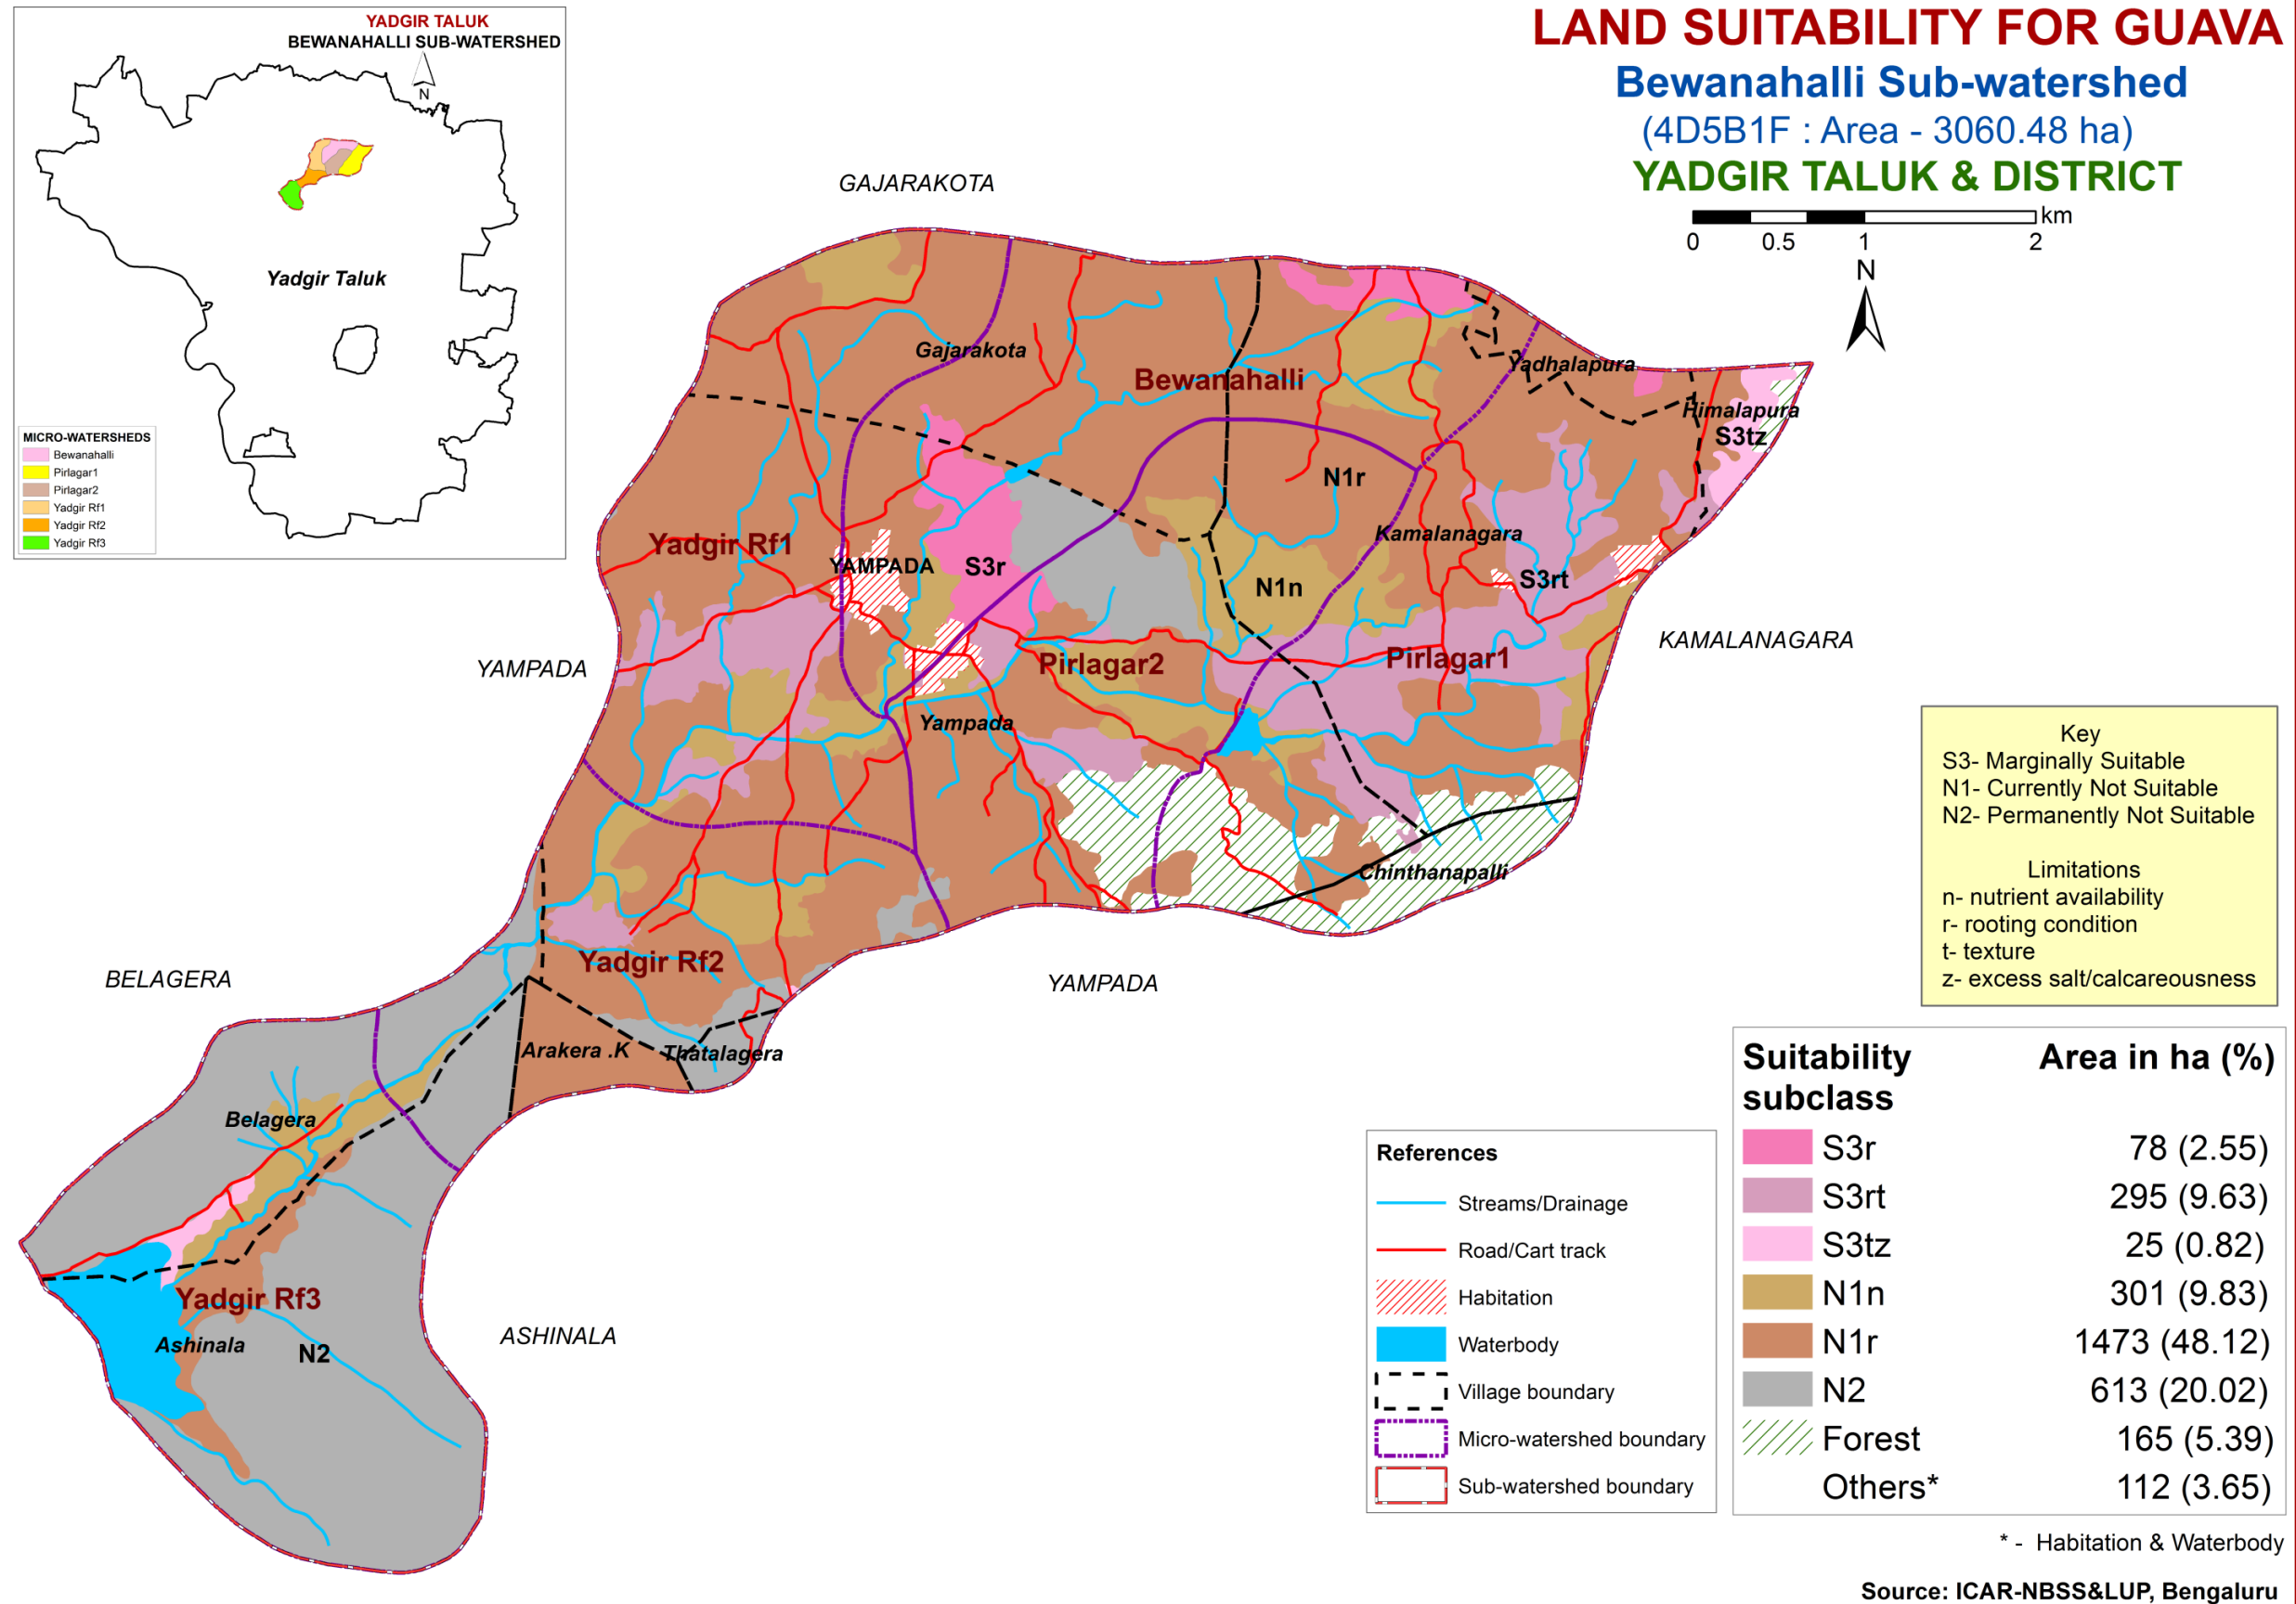 YADGIR TALUK
BEWANAHALLI SUB-WATERSHED
N
Yadgir Taluk
MICRO-WATERSHEDS
Bewanahalli
Pirlagar1
Pirlagar2
Yadgir Rf1
Yadgir Rf2
Yadgir Rf3
LAND SUITABILITY FOR GUAVA
Bewanahalli Sub-watershed
(4D5B1F : Area - 3060.48 ha)
YADGIR TALUK & DISTRICT
km
0 0.5 1 2
N
GAJARAKOTA
Gajarakota
Bewanahalli
Yadhalapura
Himalapura
S3tz
N1r
Kamalanagara
Yadgir Rf1
YAMPADA
S3r
N1n
S3rt
KAMALANAGARA
YAMPADA
Pirlagar2
Pirlagar1
Yampada
Chinthanapalli
Yadgir Rf2
BELAGERA
YAMPADA
Arakera .K
Thatalagera
Belagera
Yadgir Rf3
Ashinala
N2
ASHINALA
Key
S3- Marginally Suitable
N1- Currently Not Suitable
N2- Permanently Not Suitable
Limitations
n- nutrient availability
r- rooting condition
t- texture
z- excess salt/calcareousness
References
Streams/Drainage
Road/Cart track
Habitation
Waterbody
Village boundary
Micro-watershed boundary
Sub-watershed boundary
Suitability subclass Area in ha (%)
S3r 78 (2.55)
S3rt 295 (9.63)
S3tz 25 (0.82)
N1n 301 (9.83)
N1r 1473 (48.12)
N2 613 (20.02)
Forest 165 (5.39)
Others* 112 (3.65)
* - Habitation & Waterbody
Source: ICAR-NBSS&LUP, Bengaluru